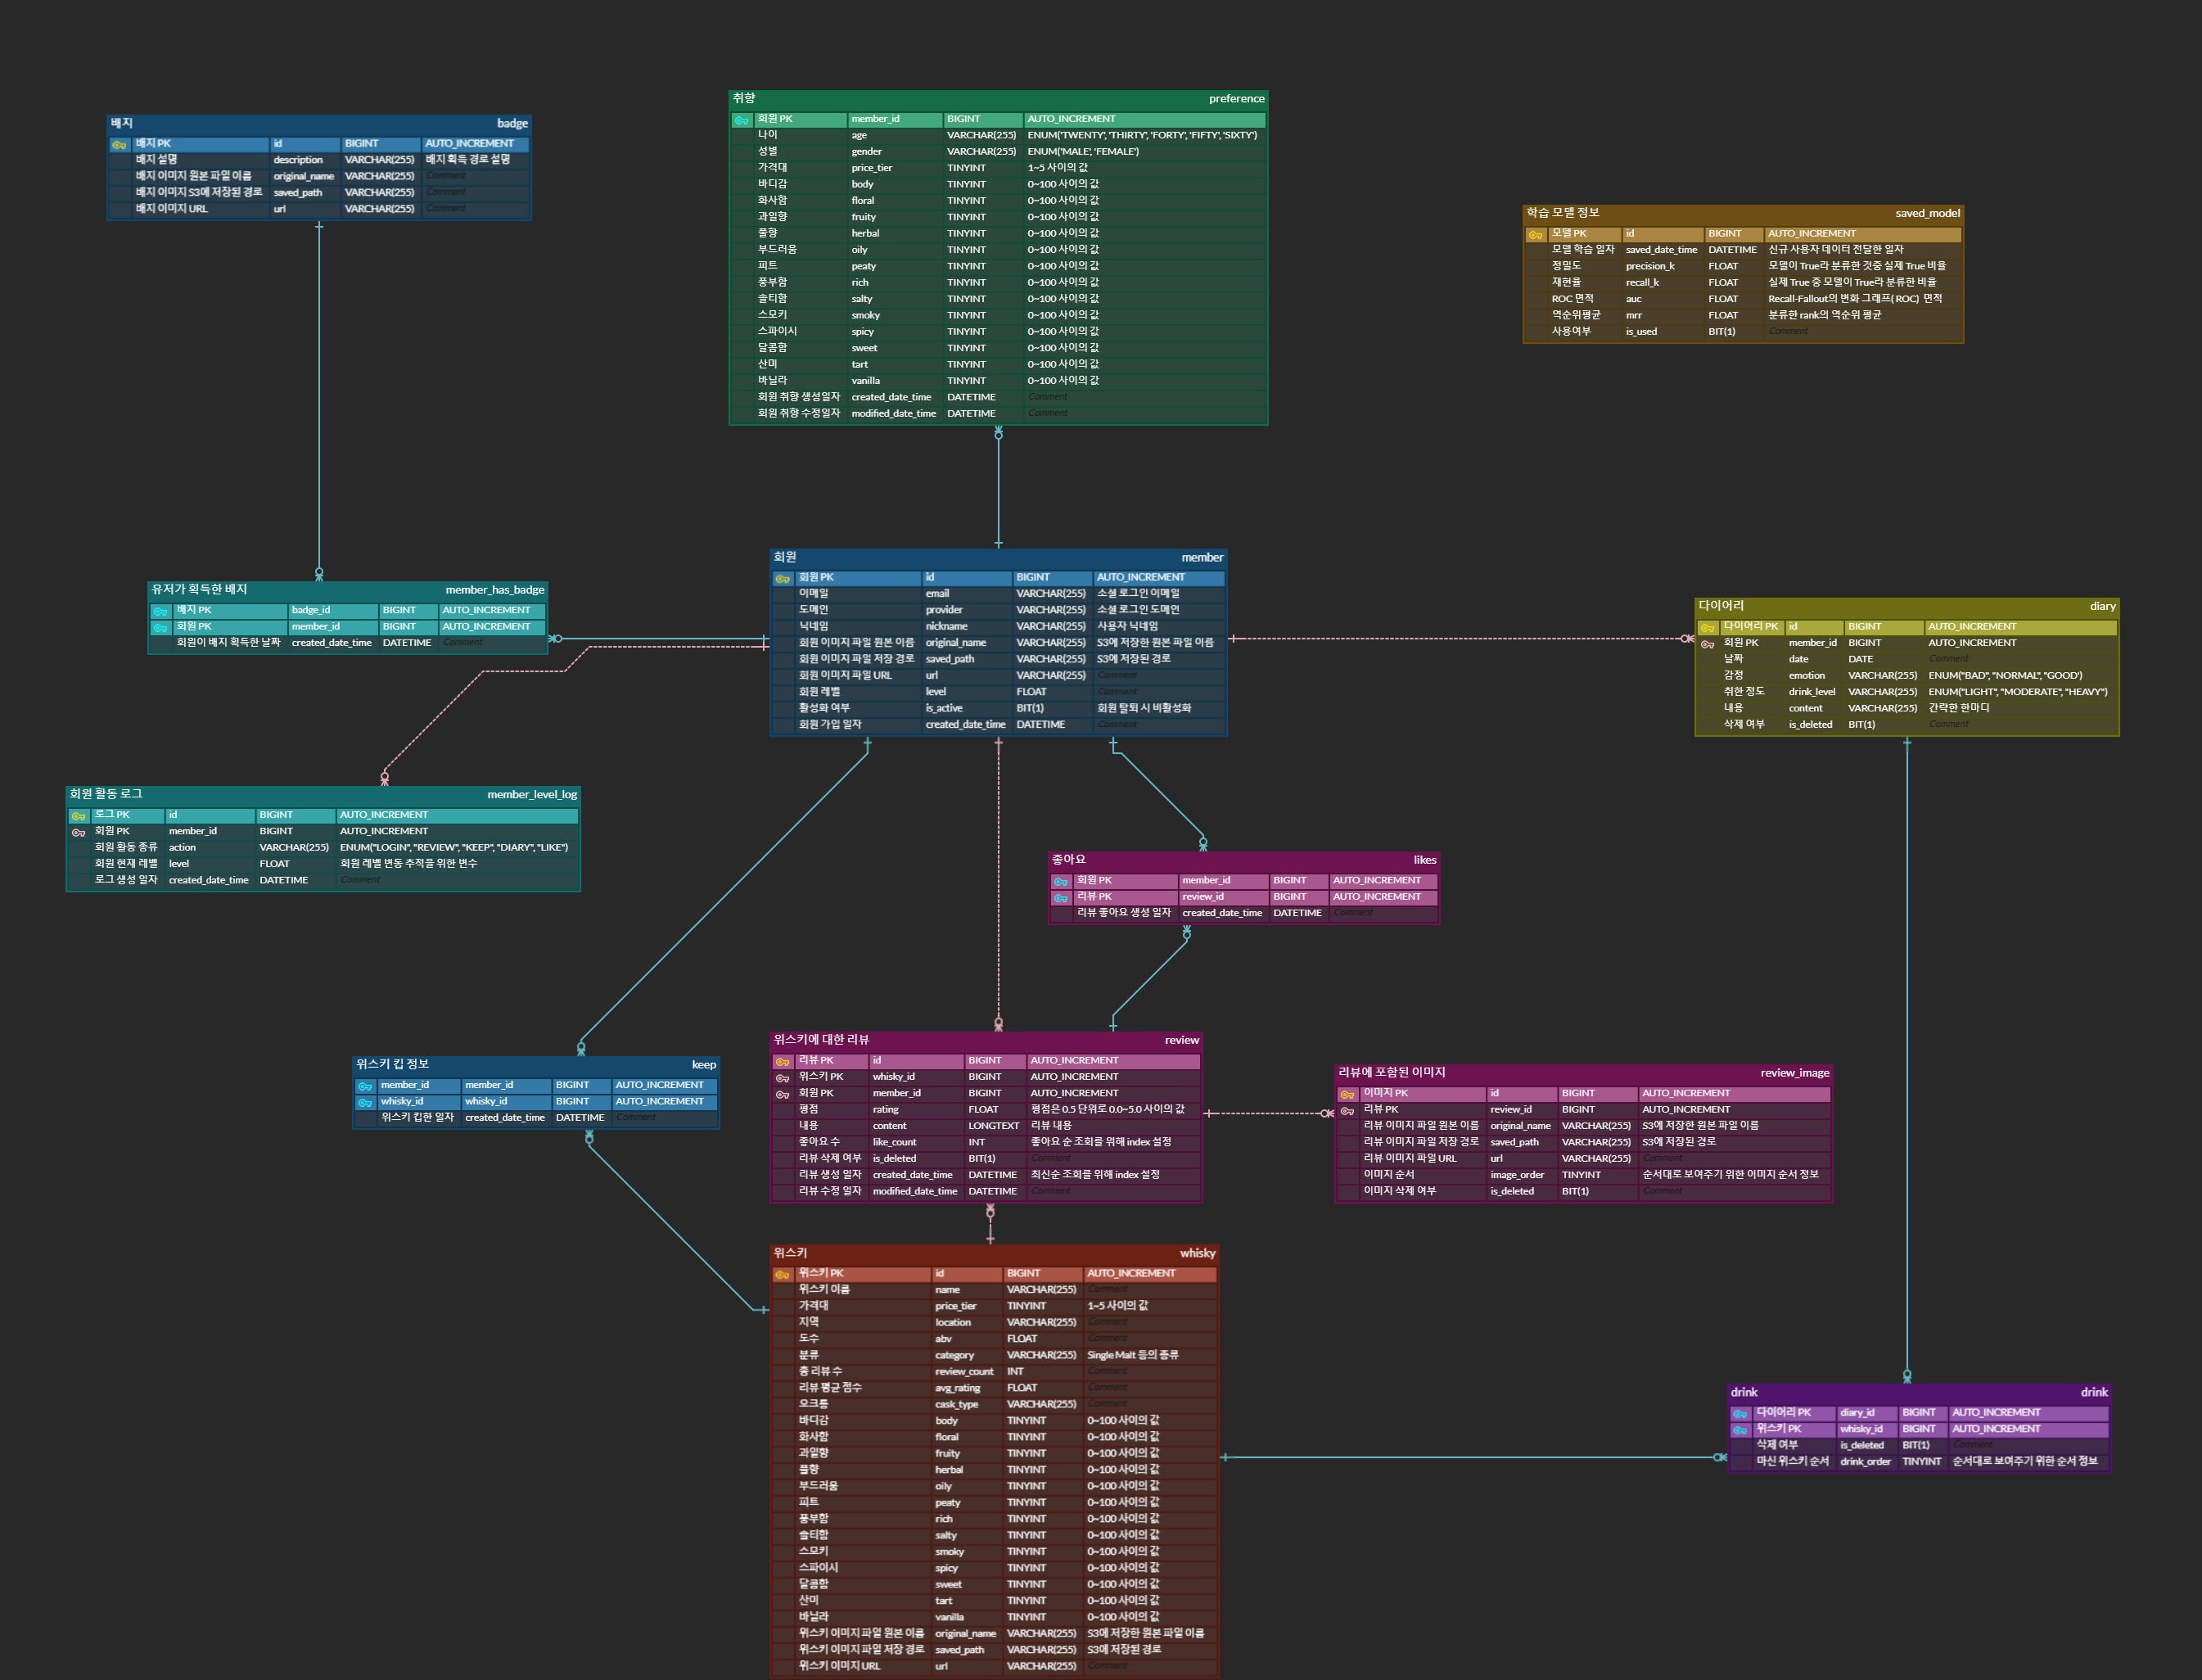 취향 preference
회원 PK member_id BIGINT AUTO_INCREMENT
나이 age VARCHAR(255) ENUM('TWENTY', 'THIRTY', 'FORTY', 'FIFTY', 'SIXTY')
성별 gender VARCHAR(255) ENUM('MALE', 'FEMALE')
가격대 price_tier TINYINT 1~5 사이의 값
바디감 body TINYINT 0~100 사이의 값
화사함 floral TINYINT 0~100 사이의 값
과일향 fruity TINYINT 0~100 사이의 값
풀향 herbal TINYINT 0~100 사이의 값
부드러움 oily TINYINT 0~100 사이의 값
피트 peaty TINYINT 0~100 사이의 값
풍부함 rich TINYINT 0~100 사이의 값
솔티함 salty TINYINT 0~100 사이의 값
스모키 smoky TINYINT 0~100 사이의 값
스파이시 spicy TINYINT 0~100 사이의 값
달콤함 sweet TINYINT 0~100 사이의 값
산미 tart TINYINT 0~100 사이의 값
바닐라 vanilla TINYINT 0~100 사이의 값
회원 취향 생성일자 created_date_time DATETIME Comment
회원 취향 수정일자 modified_date_time DATETIME Comment
배지 badge
배지 PK id BIGINT AUTO_INCREMENT
배지 설명 description VARCHAR(255) 배지 획득 경로 설명
배지 이미지 원본 파일 이름 original_name VARCHAR(255) Comment
배지 이미지 S3에 저장된 경로 saved_path VARCHAR(255) Comment
배지 이미지 URL url VARCHAR(255) Comment
학습 모델 정보 saved_model
모델 PK id BIGINT AUTO_INCREMENT
모델 학습 일자 saved_date_time DATETIME 신규 사용자 데이터 전달한 일자
정밀도 precision_k FLOAT 모델이 True라 분류한 것중 실제 True 비율
재현율 recall_k FLOAT 실제 True 중 모델이 True라 분류한 비율
ROC 면적 auc FLOAT Recall-Fallout의 변화 그래프( ROC) 면적
역순위평균 mrr FLOAT 분류한 rank의 역순위 평균
사용여부 is_used BIT(1) Comment
회원 member
회원 PK id BIGINT AUTO_INCREMENT
이메일 email VARCHAR(255) 소셜 로그인 이메일
도메인 provider VARCHAR(255) 소셜 로그인 도메인
닉네임 nickname VARCHAR(255) 사용자 닉네임
회원 이미지 파일 원본 이름 original_name VARCHAR(255) S3에 저장한 원본 파일 이름
회원 이미지 파일 저장 경로 saved_path VARCHAR(255) S3에 저장된 경로
회원 이미지 파일 URL url VARCHAR(255) Comment
회원 레벨 level FLOAT Comment
활성화 여부 is_active BIT(1) 회원 탈퇴 시 비활성화
회원 가입 일자 created_date_time DATETIME Comment
유저가 획득한 배지 member_has_badge
배지 PK badge_id BIGINT AUTO_INCREMENT
회원 PK member_id BIGINT AUTO_INCREMENT
회원이 배지 획득한 날짜 created_date_time DATETIME Comment
다이어리 diary
다이어리 PK id BIGINT AUTO_INCREMENT
회원 PK member_id BIGINT AUTO_INCREMENT
날짜 date DATE Comment
감정 emotion VARCHAR(255) ENUM("BAD", "NORMAL", "GOOD')
취한 정도 drink_level VARCHAR(255) ENUM("LIGHT", "MODERATE", "HEAVY")
내용 content VARCHAR(255) 간략한 한마디
삭제 여부 is_deleted BIT(1) Comment
회원 활동 로그 member_level_log
로그 PK id BIGINT AUTO_INCREMENT
회원 PK member_id BIGINT AUTO_INCREMENT
회원 활동 종류 action VARCHAR(255) ENUM("LOGIN", "REVIEW", "KEEP", "DIARY", "LIKE")
회원 현재 레벨 level FLOAT 회원 레벨 변동 추적을 위한 변수
로그 생성 일자 created_date_time DATETIME Comment
좋아요 likes
회원 PK member_id BIGINT AUTO_INCREMENT
리뷰 PK review_id BIGINT AUTO_INCREMENT
리뷰 좋아요 생성 일자 created_date_time DATETIME Comment
위스키에 대한 리뷰 review
리뷰 PK id BIGINT AUTO_INCREMENT
위스키 PK whisky_id BIGINT AUTO_INCREMENT
회원 PK member_id BIGINT AUTO_INCREMENT
평점 rating FLOAT 평점은 0.5 단위로 0.0~5.0 사이의 값
내용 content LONGTEXT 리뷰 내용
좋아요 수 like_count INT 좋아요 순 조회를 위해 index 설정
리뷰 삭제 여부 is_deleted BIT(1) Comment
리뷰 생성 일자 created_date_time DATETIME 최신순 조회를 위해 index 설정
리뷰 수정 일자 modified_date_time DATETIME Comment
위스키 킵 정보 keep
member_id member_id BIGINT AUTO_INCREMENT
whisky_id whisky_id BIGINT AUTO_INCREMENT
위스키 킵한 일자 created_date_time DATETIME Comment
리뷰에 포함된 이미지 review_image
이미지 PK id BIGINT AUTO_INCREMENT
리뷰 PK review_id BIGINT AUTO_INCREMENT
리뷰 이미지 파일 원본 이름 original_name VARCHAR(255) S3에 저장한 원본 파일 이름
리뷰 이미지 파일 저장 경로 saved_path VARCHAR(255) S3에 저장된 경로
리뷰 이미지 파일 URL url VARCHAR(255) Comment
이미지 순서 image_order TINYINT 순서대로 보여주기 위한 이미지 순서 정보
이미지 삭제 여부 is_deleted BIT(1) Comment
위스키 whisky
위스키 PK id BIGINT AUTO_INCREMENT
위스키 이름 name VARCHAR(255) Comment
가격대 price_tier TINYINT 1~5 사이의 값
지역 location VARCHAR(255) Comment
도수 abv FLOAT Comment
분류 category VARCHAR(255) Single Malt 등의 종류
총 리뷰 수 review_count INT Comment
리뷰 평균 점수 avg_rating FLOAT Comment
오크통 cask_type VARCHAR(255) Comment
바디감 body TINYINT 0~100 사이의 값
화사함 floral TINYINT 0~100 사이의 값
과일향 fruity TINYINT 0~100 사이의 값
풀향 herbal TINYINT 0~100 사이의 값
부드러움 oily TINYINT 0~100 사이의 값
피트 peaty TINYINT 0~100 사이의 값
풍부함 rich TINYINT 0~100 사이의 값
솔티함 salty TINYINT 0~100 사이의 값
스모키 smoky TINYINT 0~100 사이의 값
스파이시 spicy TINYINT 0~100 사이의 값
달콤함 sweet TINYINT 0~100 사이의 값
산미 tart TINYINT 0~100 사이의 값
바닐라 vanilla TINYINT 0~100 사이의 값
위스키 이미지 파일 원본 이름 original_name VARCHAR(255) S3에 저장한 원본 파일 이름
위스키 이미지 파일 저장 경로 saved_path VARCHAR(255) S3에 저장된 경로
위스키 이미지 URL url VARCHAR(255) Comment
drink drink
다이어리 PK diary_id BIGINT AUTO_INCREMENT
위스키 PK whisky_id BIGINT AUTO_INCREMENT
삭제 여부 is_deleted BIT(1) Comment
마신 위스키 순서 drink_order TINYINT 순서대로 보여주기 위한 순서 정보